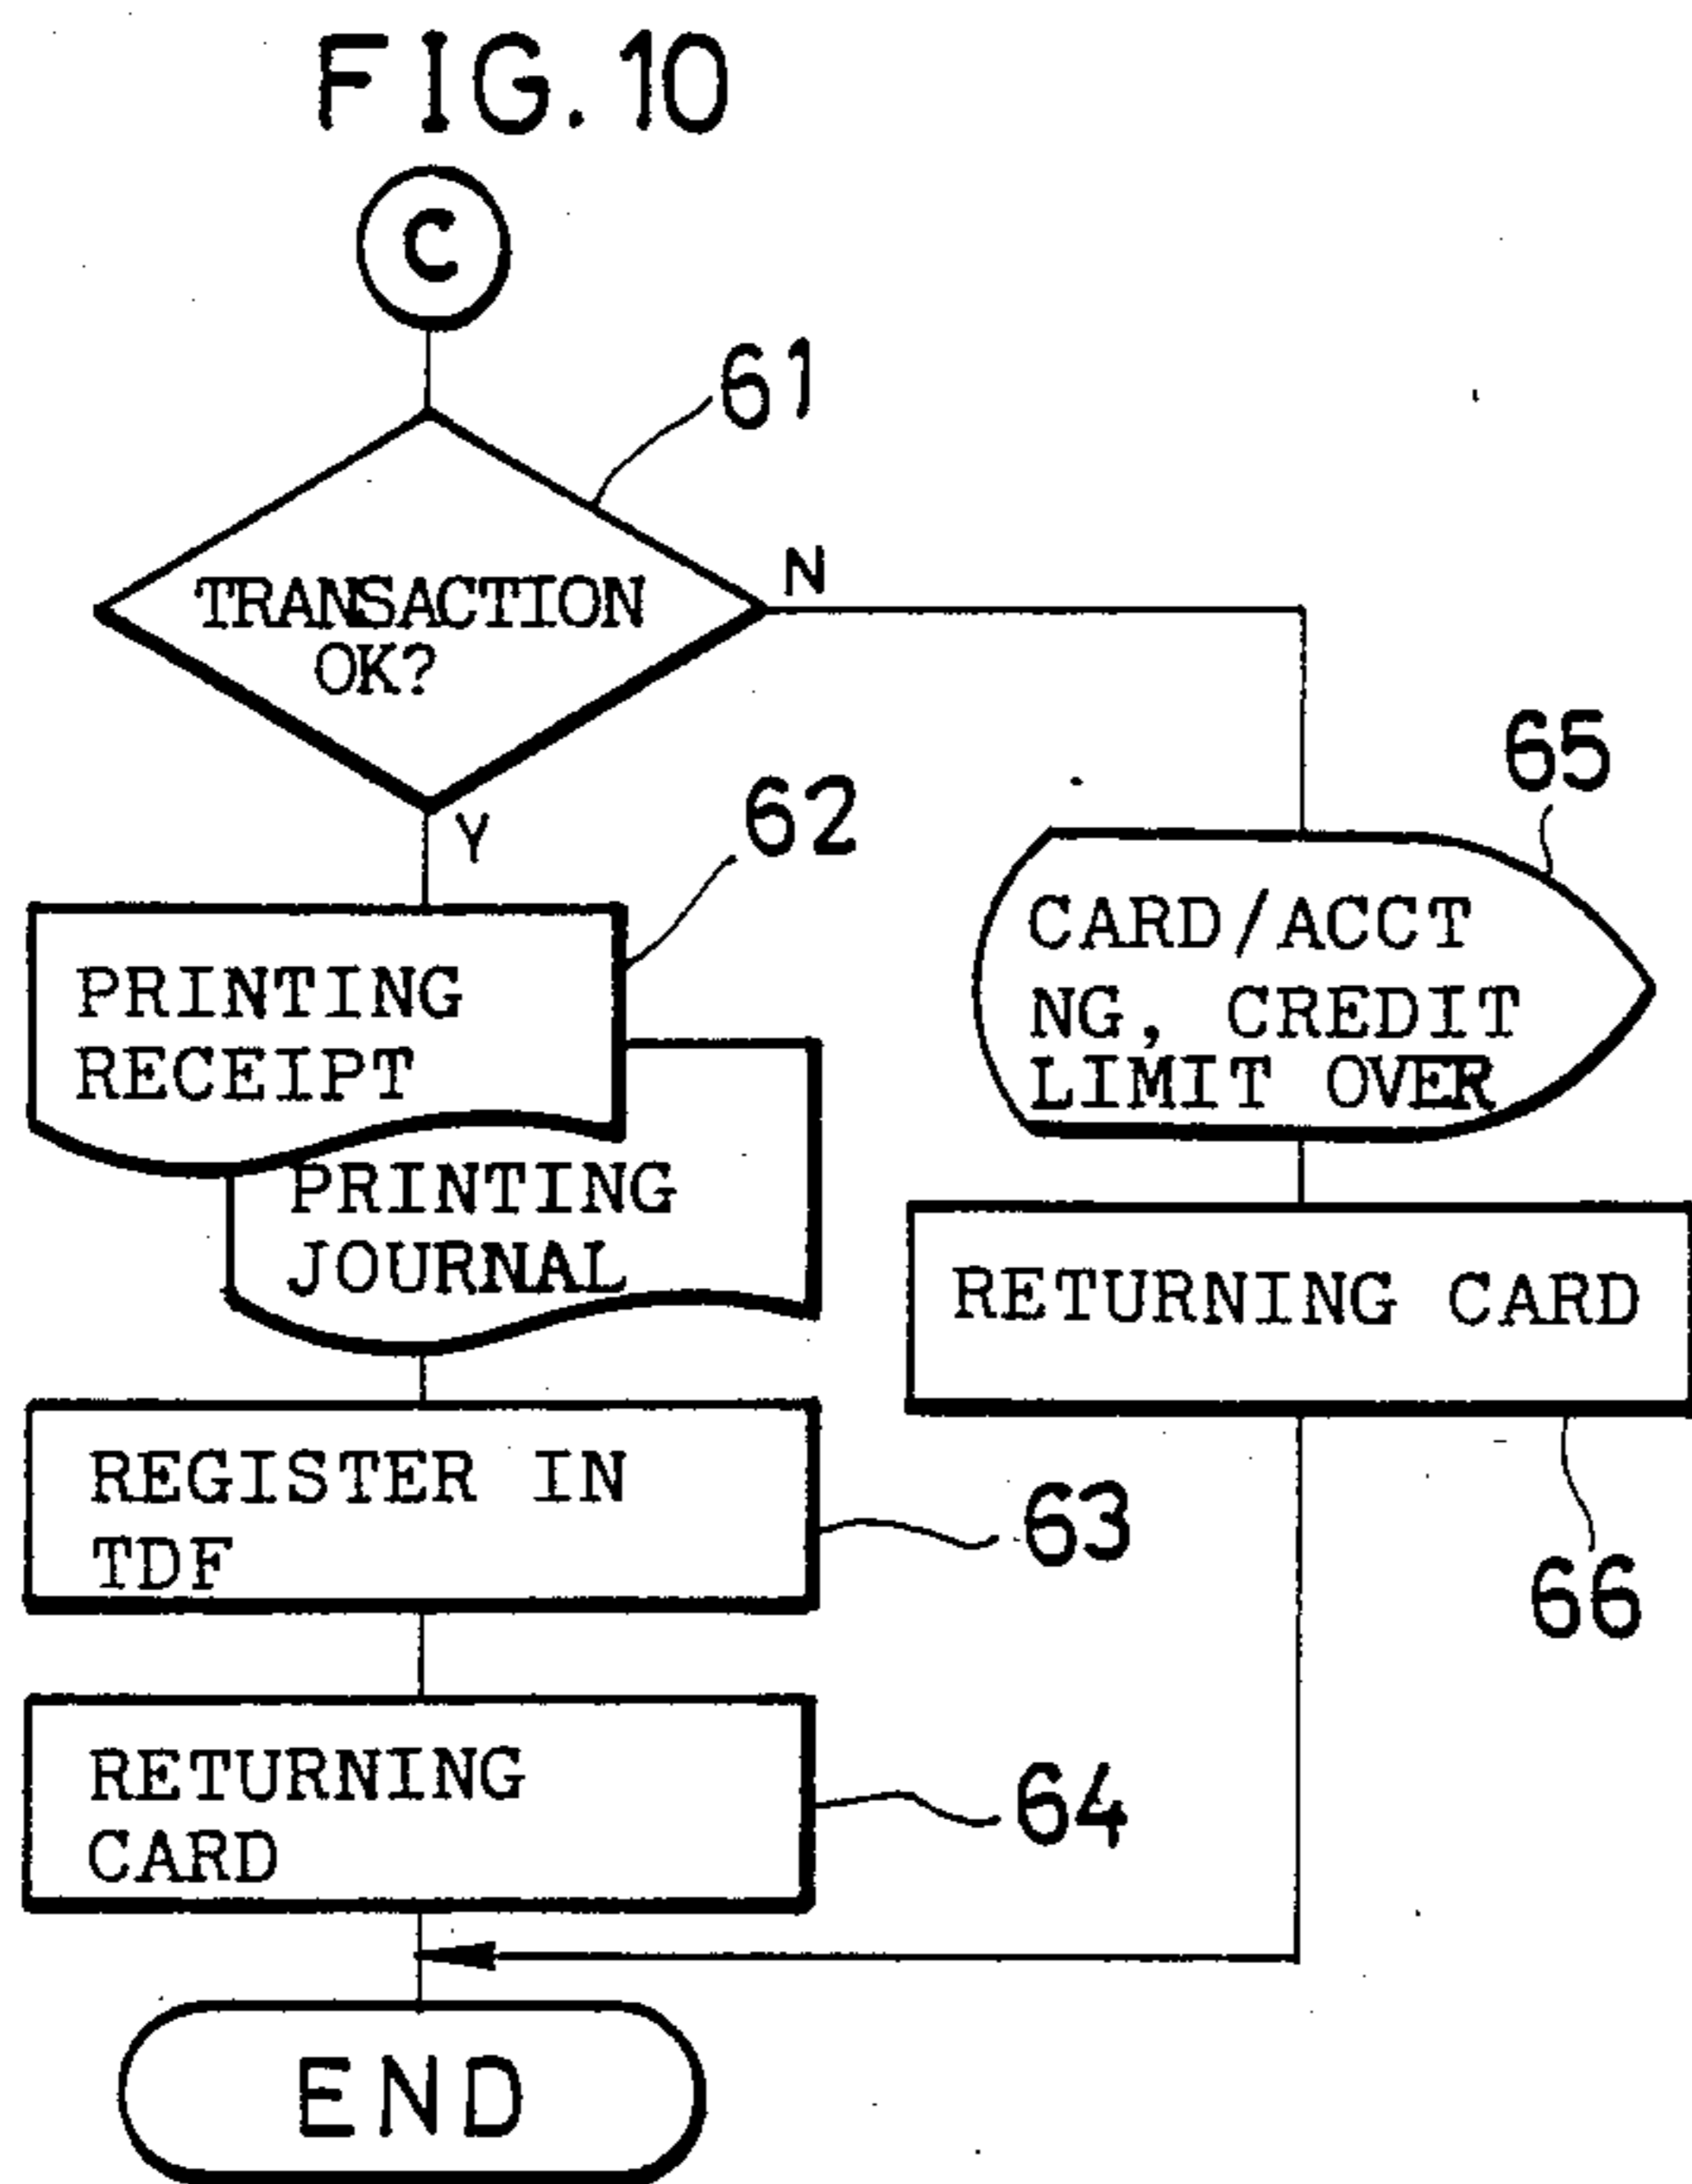 FIG.10
C
61
TRANSACTION
OK?
N
Y
62
PRINTING
RECEIPT
PRINTING
JOURNAL
65
CARD/ACCT
NG, CREDIT
LIMIT OVER
RETURNING CARD
66
REGISTER IN
TDF
63
RETURNING
CARD
64
END